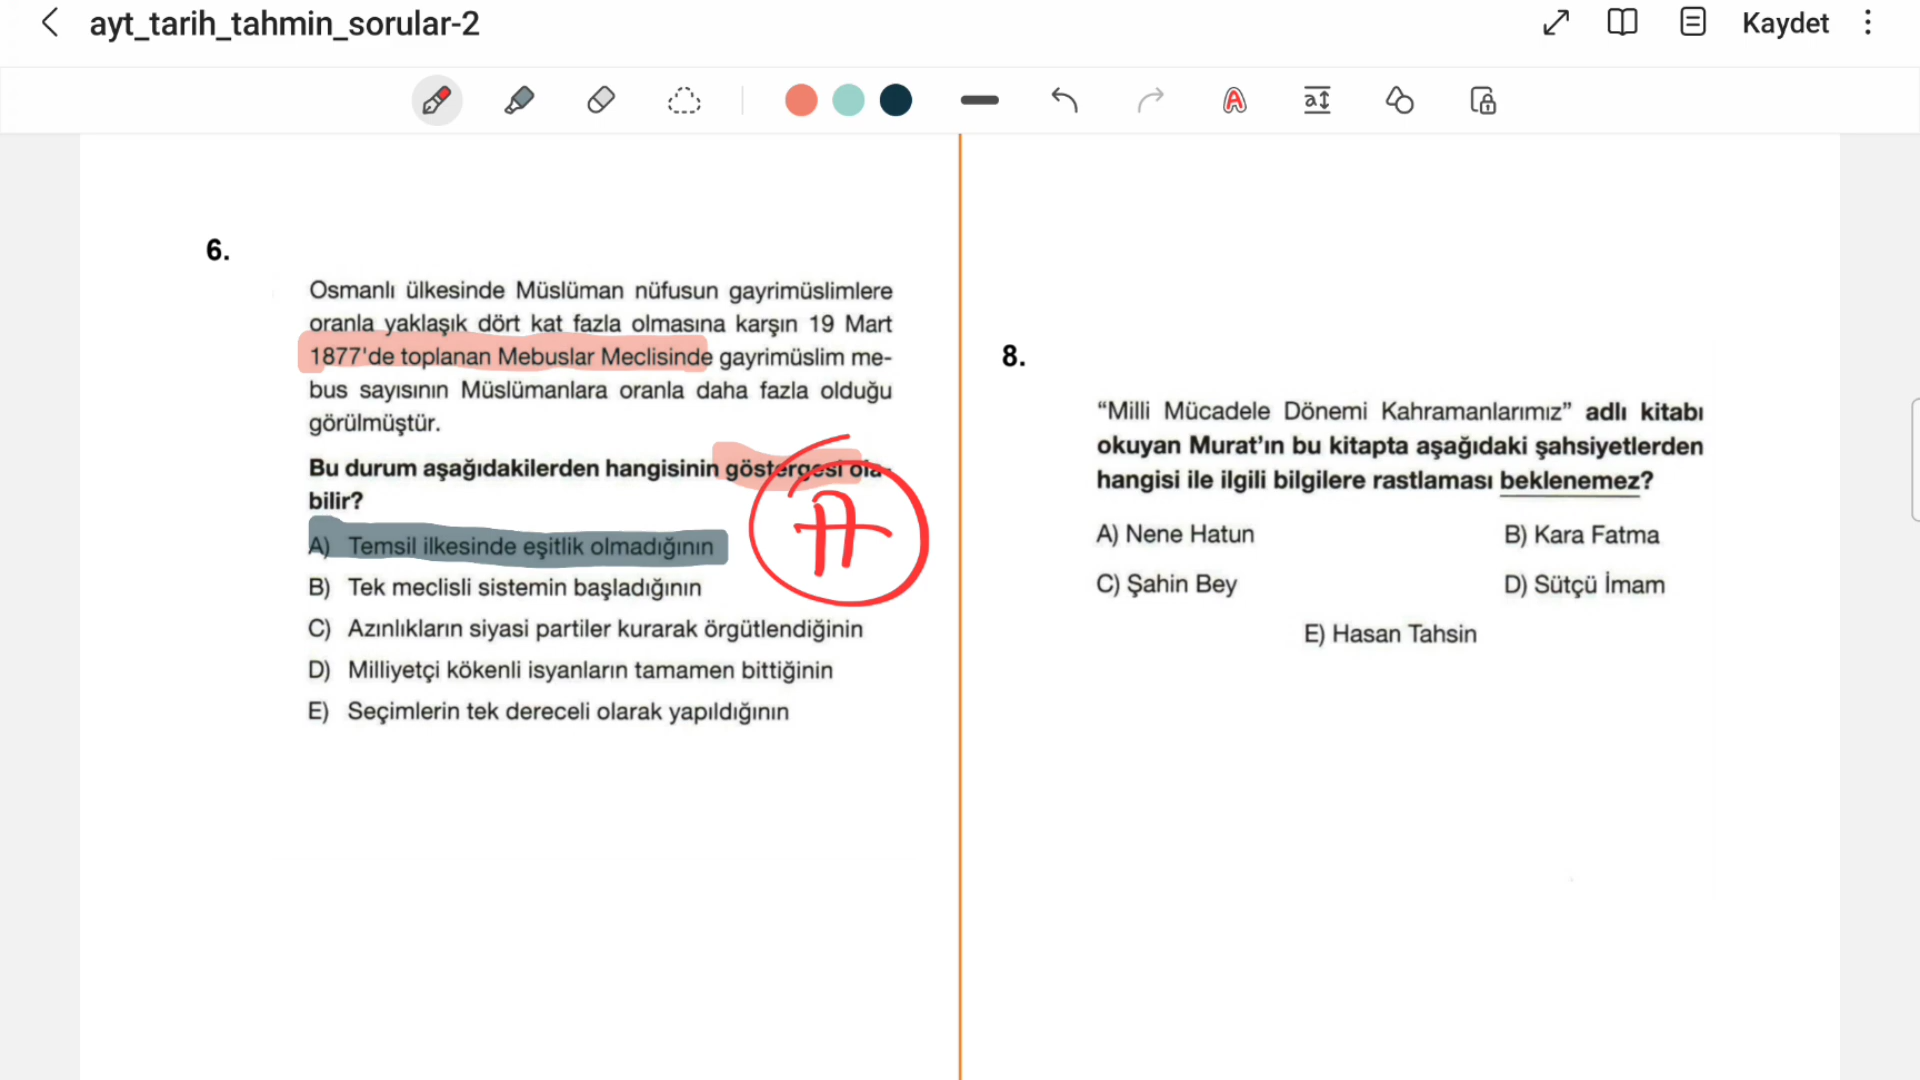 ayt_tarih_tahmin_sorular-2
Kaydet
6.
Osmanlı ülkesinde Müslüman nüfusun gayrimüslimlere
oranla yaklaşık dört kat fazla olmasına karşın 19 Mart
1877'de toplanan Mebuslar Meclisinde gayrimüslim me-
bus sayısının Müslümanlara oranla daha fazla olduğu
görülmüştür.
Bu durum aşağıdakilerden hangisinin göstergesi ola-
bilir?
A) Temsil ilkesinde eşitlik olmadığının
B) Tek meclisli sistemin başladığının
C) Azınlıkların siyasi partiler kurarak örgütlendiğinin
D) Milliyetçi kökenli isyanların tamamen bittiğinin
E) Seçimlerin tek dereceli olarak yapıldığının
A
8.
“Milli Mücadele Dönemi Kahramanlarımız” adlı kitabı
okuyan Murat’ın bu kitapta aşağıdaki şahsiyetlerden
hangisi ile ilgili bilgilere rastlaması beklenemez?
A) Nene Hatun
B) Kara Fatma
C) Şahin Bey
D) Sütçü İmam
E) Hasan Tahsin